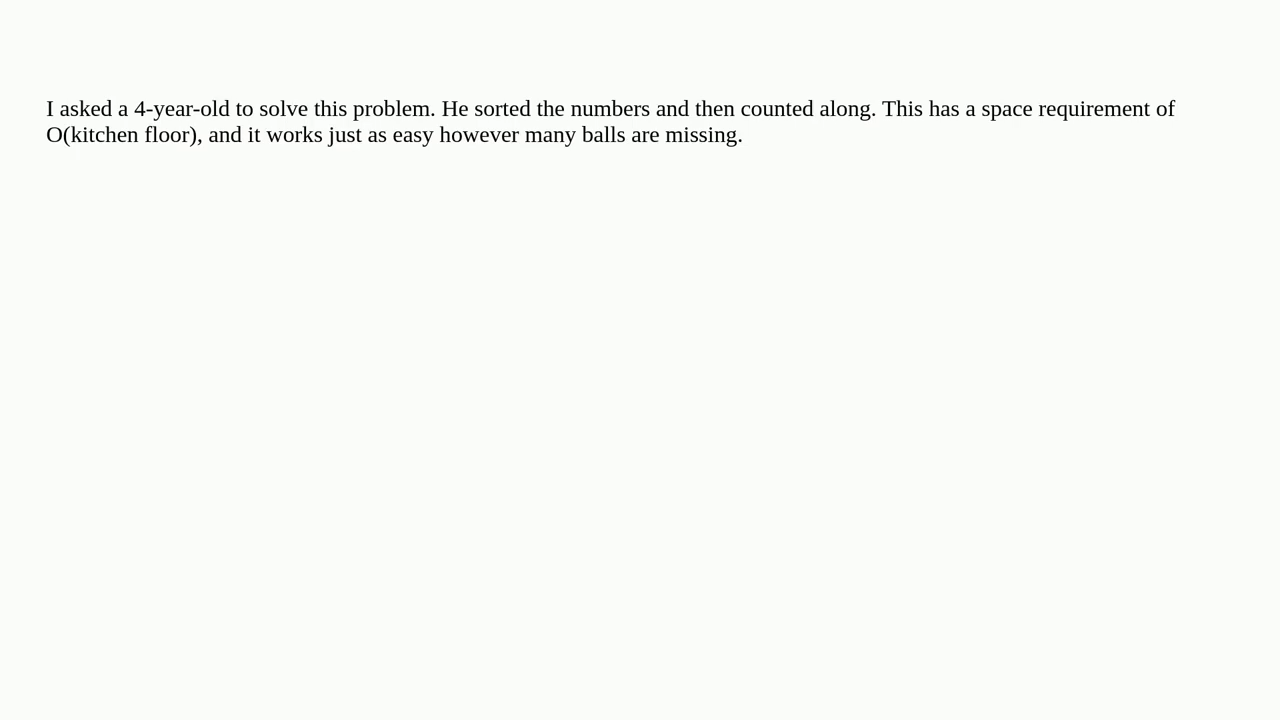 I asked a 4-year-old to solve this problem. He sorted the numbers and then counted along. This has a space requirement of
O(kitchen floor), and it works just as easy however many balls are missing.